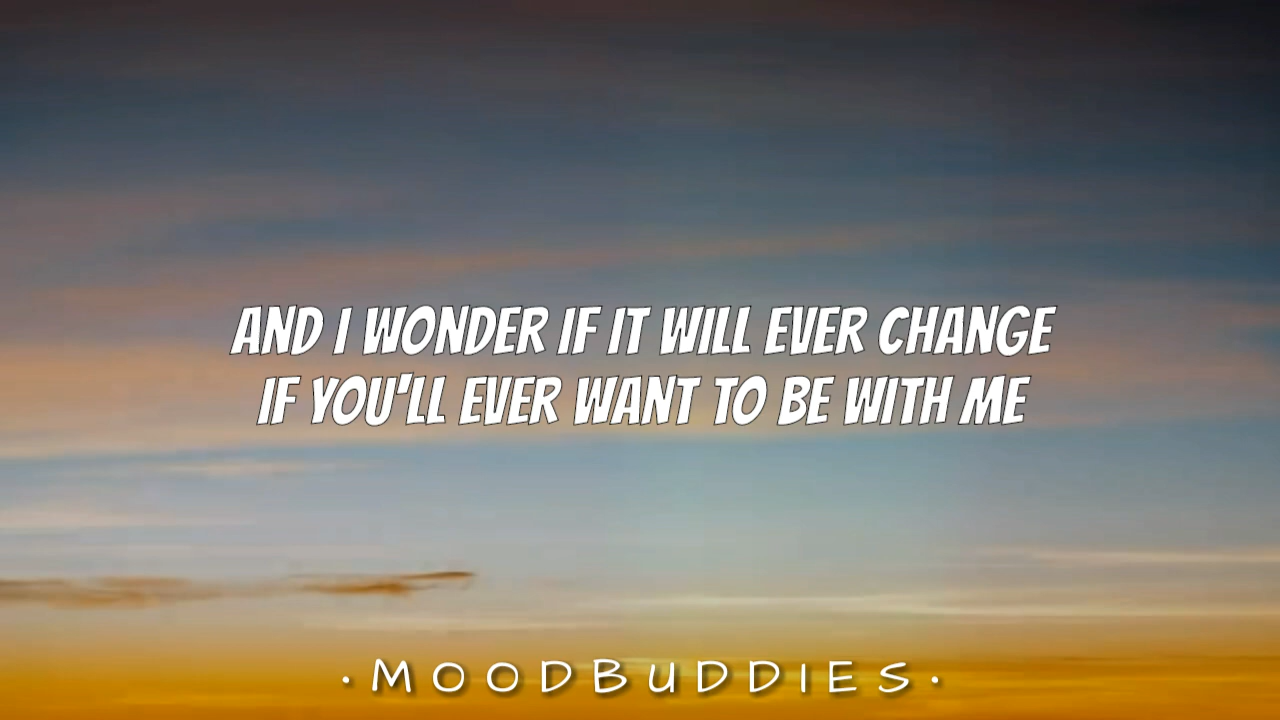 AND I WONDER IF IT WILL EVER CHANGE
IF YOU'LL EVER WANT TO BE WITH ME
• MOODBUDDIES •